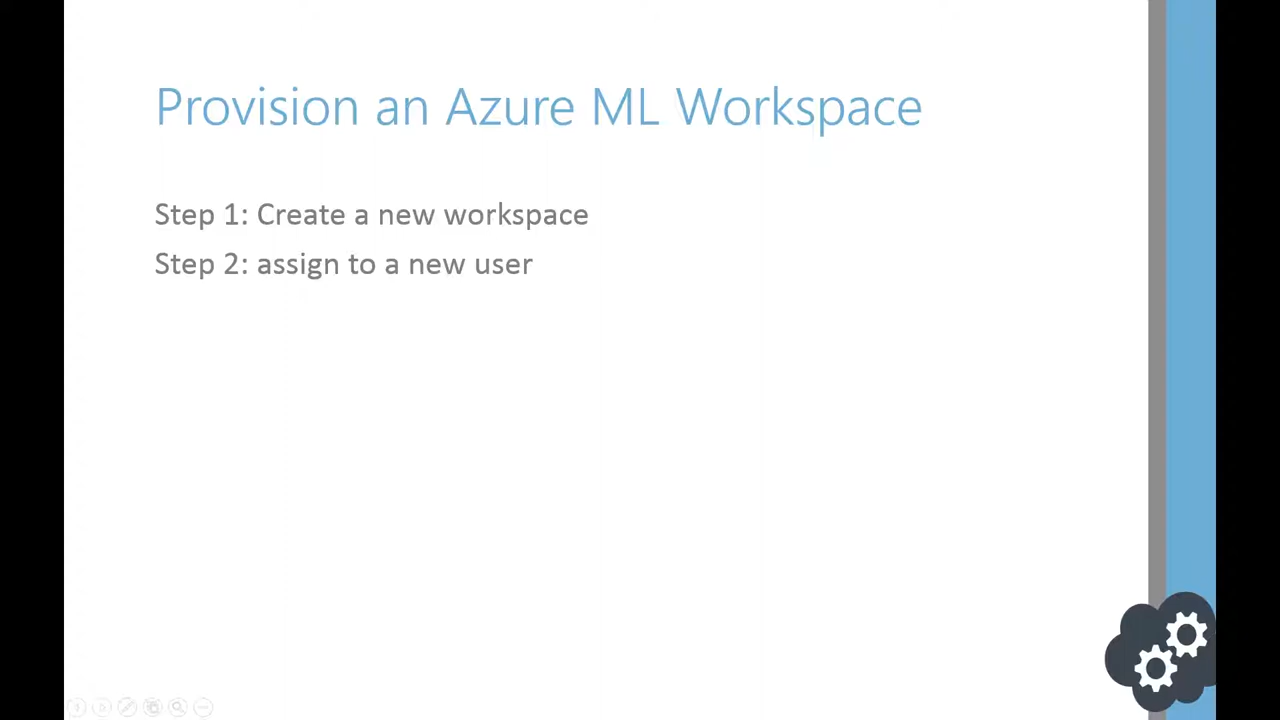 Provision an Azure ML Workspace
Step 1: Create a new workspace
Step 2: assign to a new user